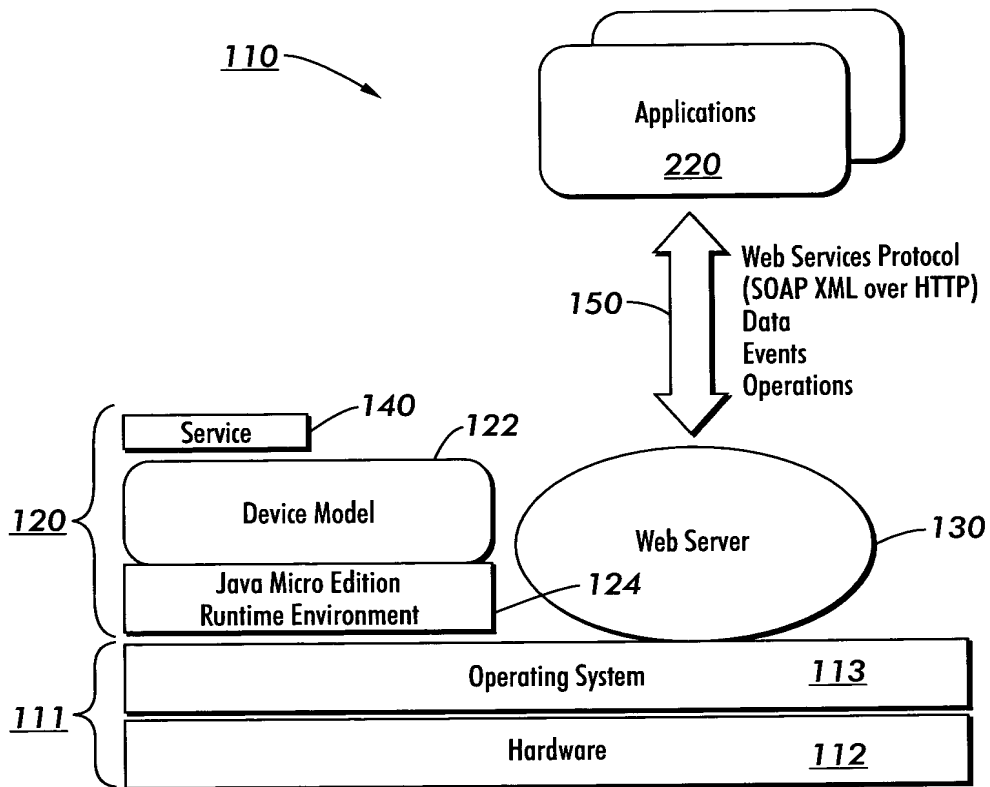 110
Applications
220
Web Services Protocol
(SOAP XML over HTTP)
Data
Events
Operations
150
140
Service
122
Device Model
120
Web Server
130
Java Micro Edition
Runtime Environment
124
Operating System
113
111
Hardware
112